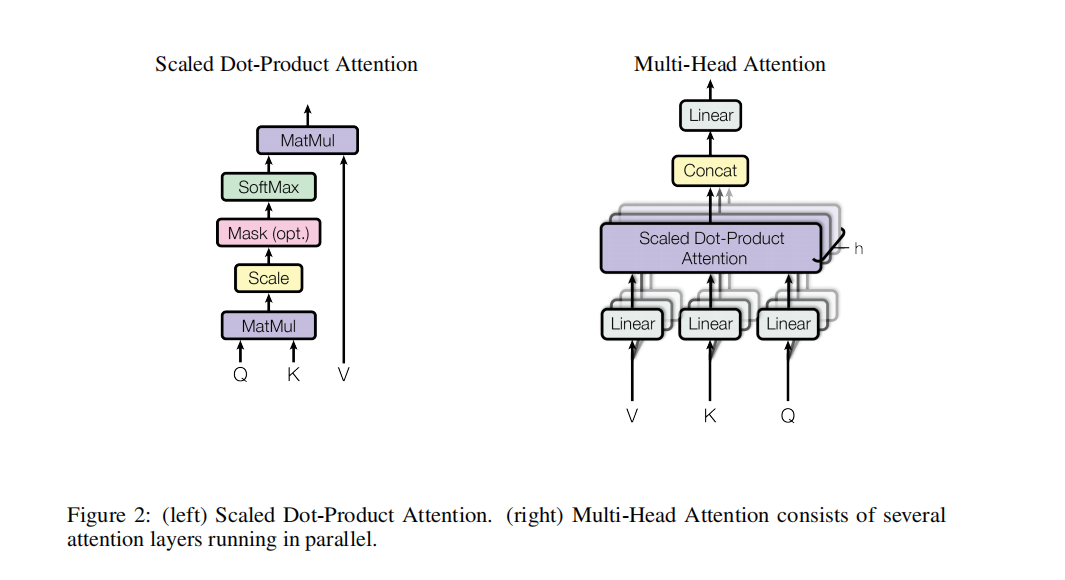 Scaled Dot-Product Attention
MatMul
SoftMax
Mask (opt.)
Scale
MatMul
Q K V
Multi-Head Attention
Linear
Concat
Scaled Dot-Product
Attention
h
Linear Linear Linear
V K Q
Figure 2: (left) Scaled Dot-Product Attention. (right) Multi-Head Attention consists of several
attention layers running in parallel.